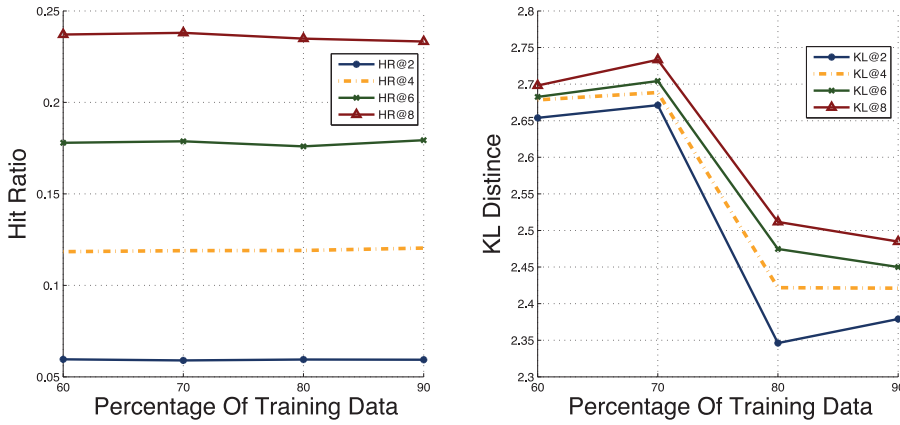 0.25
0.2
0.15
0.1
0.05
60 70 80 90
Hit Ratio
Percentage Of Training Data
HR@2
HR@4
HR@6
HR@8
2.8
2.75
2.7
2.65
2.6
2.55
2.5
2.45
2.4
2.35
2.3
60 70 80 90
KL Distince
Percentage Of Training Data
KL@2
KL@4
KL@6
KL@8